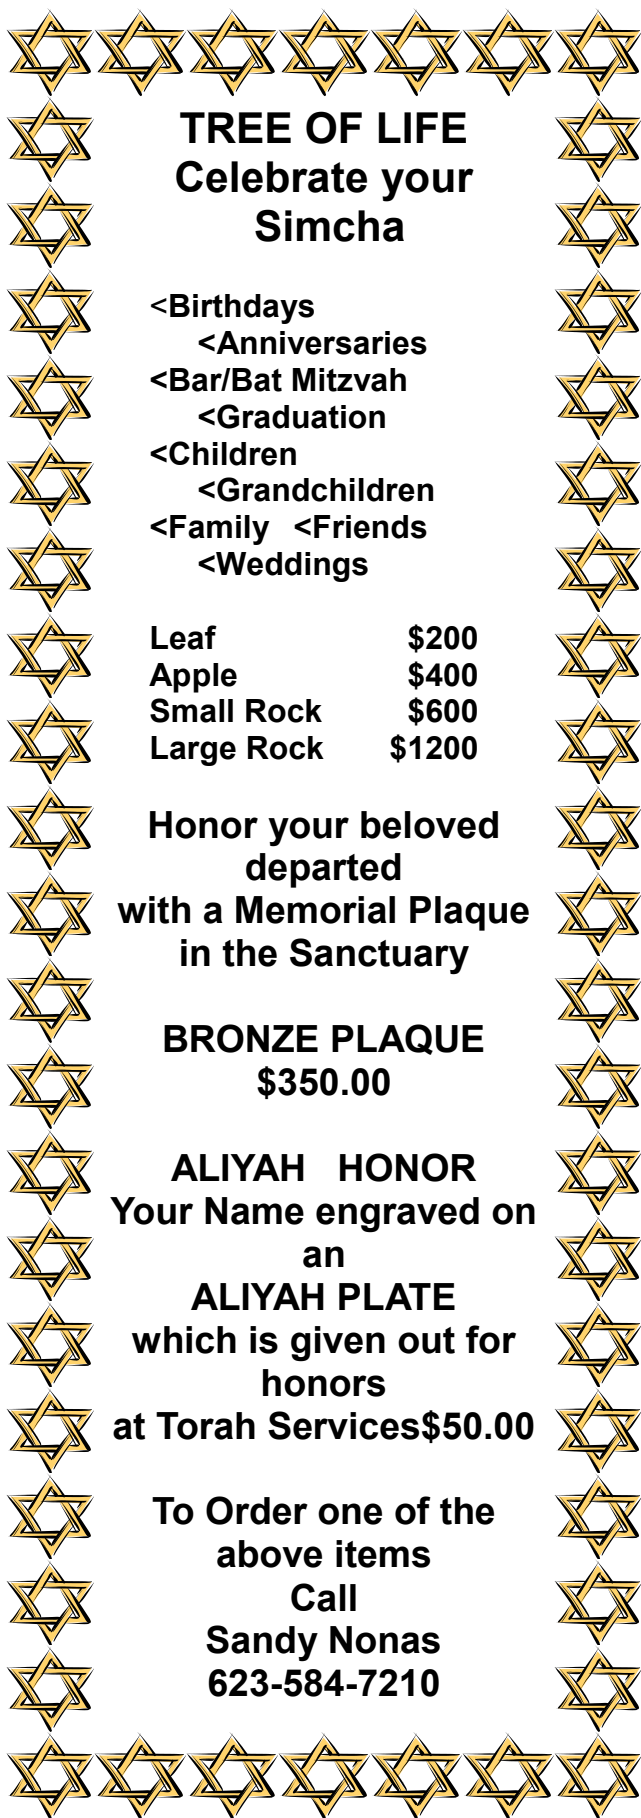 TREE OF LIFE
Celebrate your
Simcha
<Birthdays
<Anniversaries
<Bar/Bat Mitzvah
<Graduation
<Children
<Grandchildren
<Family <Friends
<Weddings
Leaf $200
Apple $400
Small Rock $600
Large Rock $1200
Honor your beloved
departed
with a Memorial Plaque
in the Sanctuary
BRONZE PLAQUE
$350.00
ALIYAH HONOR
Your Name engraved on
an
ALIYAH PLATE
which is given out for
honors
at Torah Services$50.00
To Order one of the
above items
Call
Sandy Nonas
623-584-7210